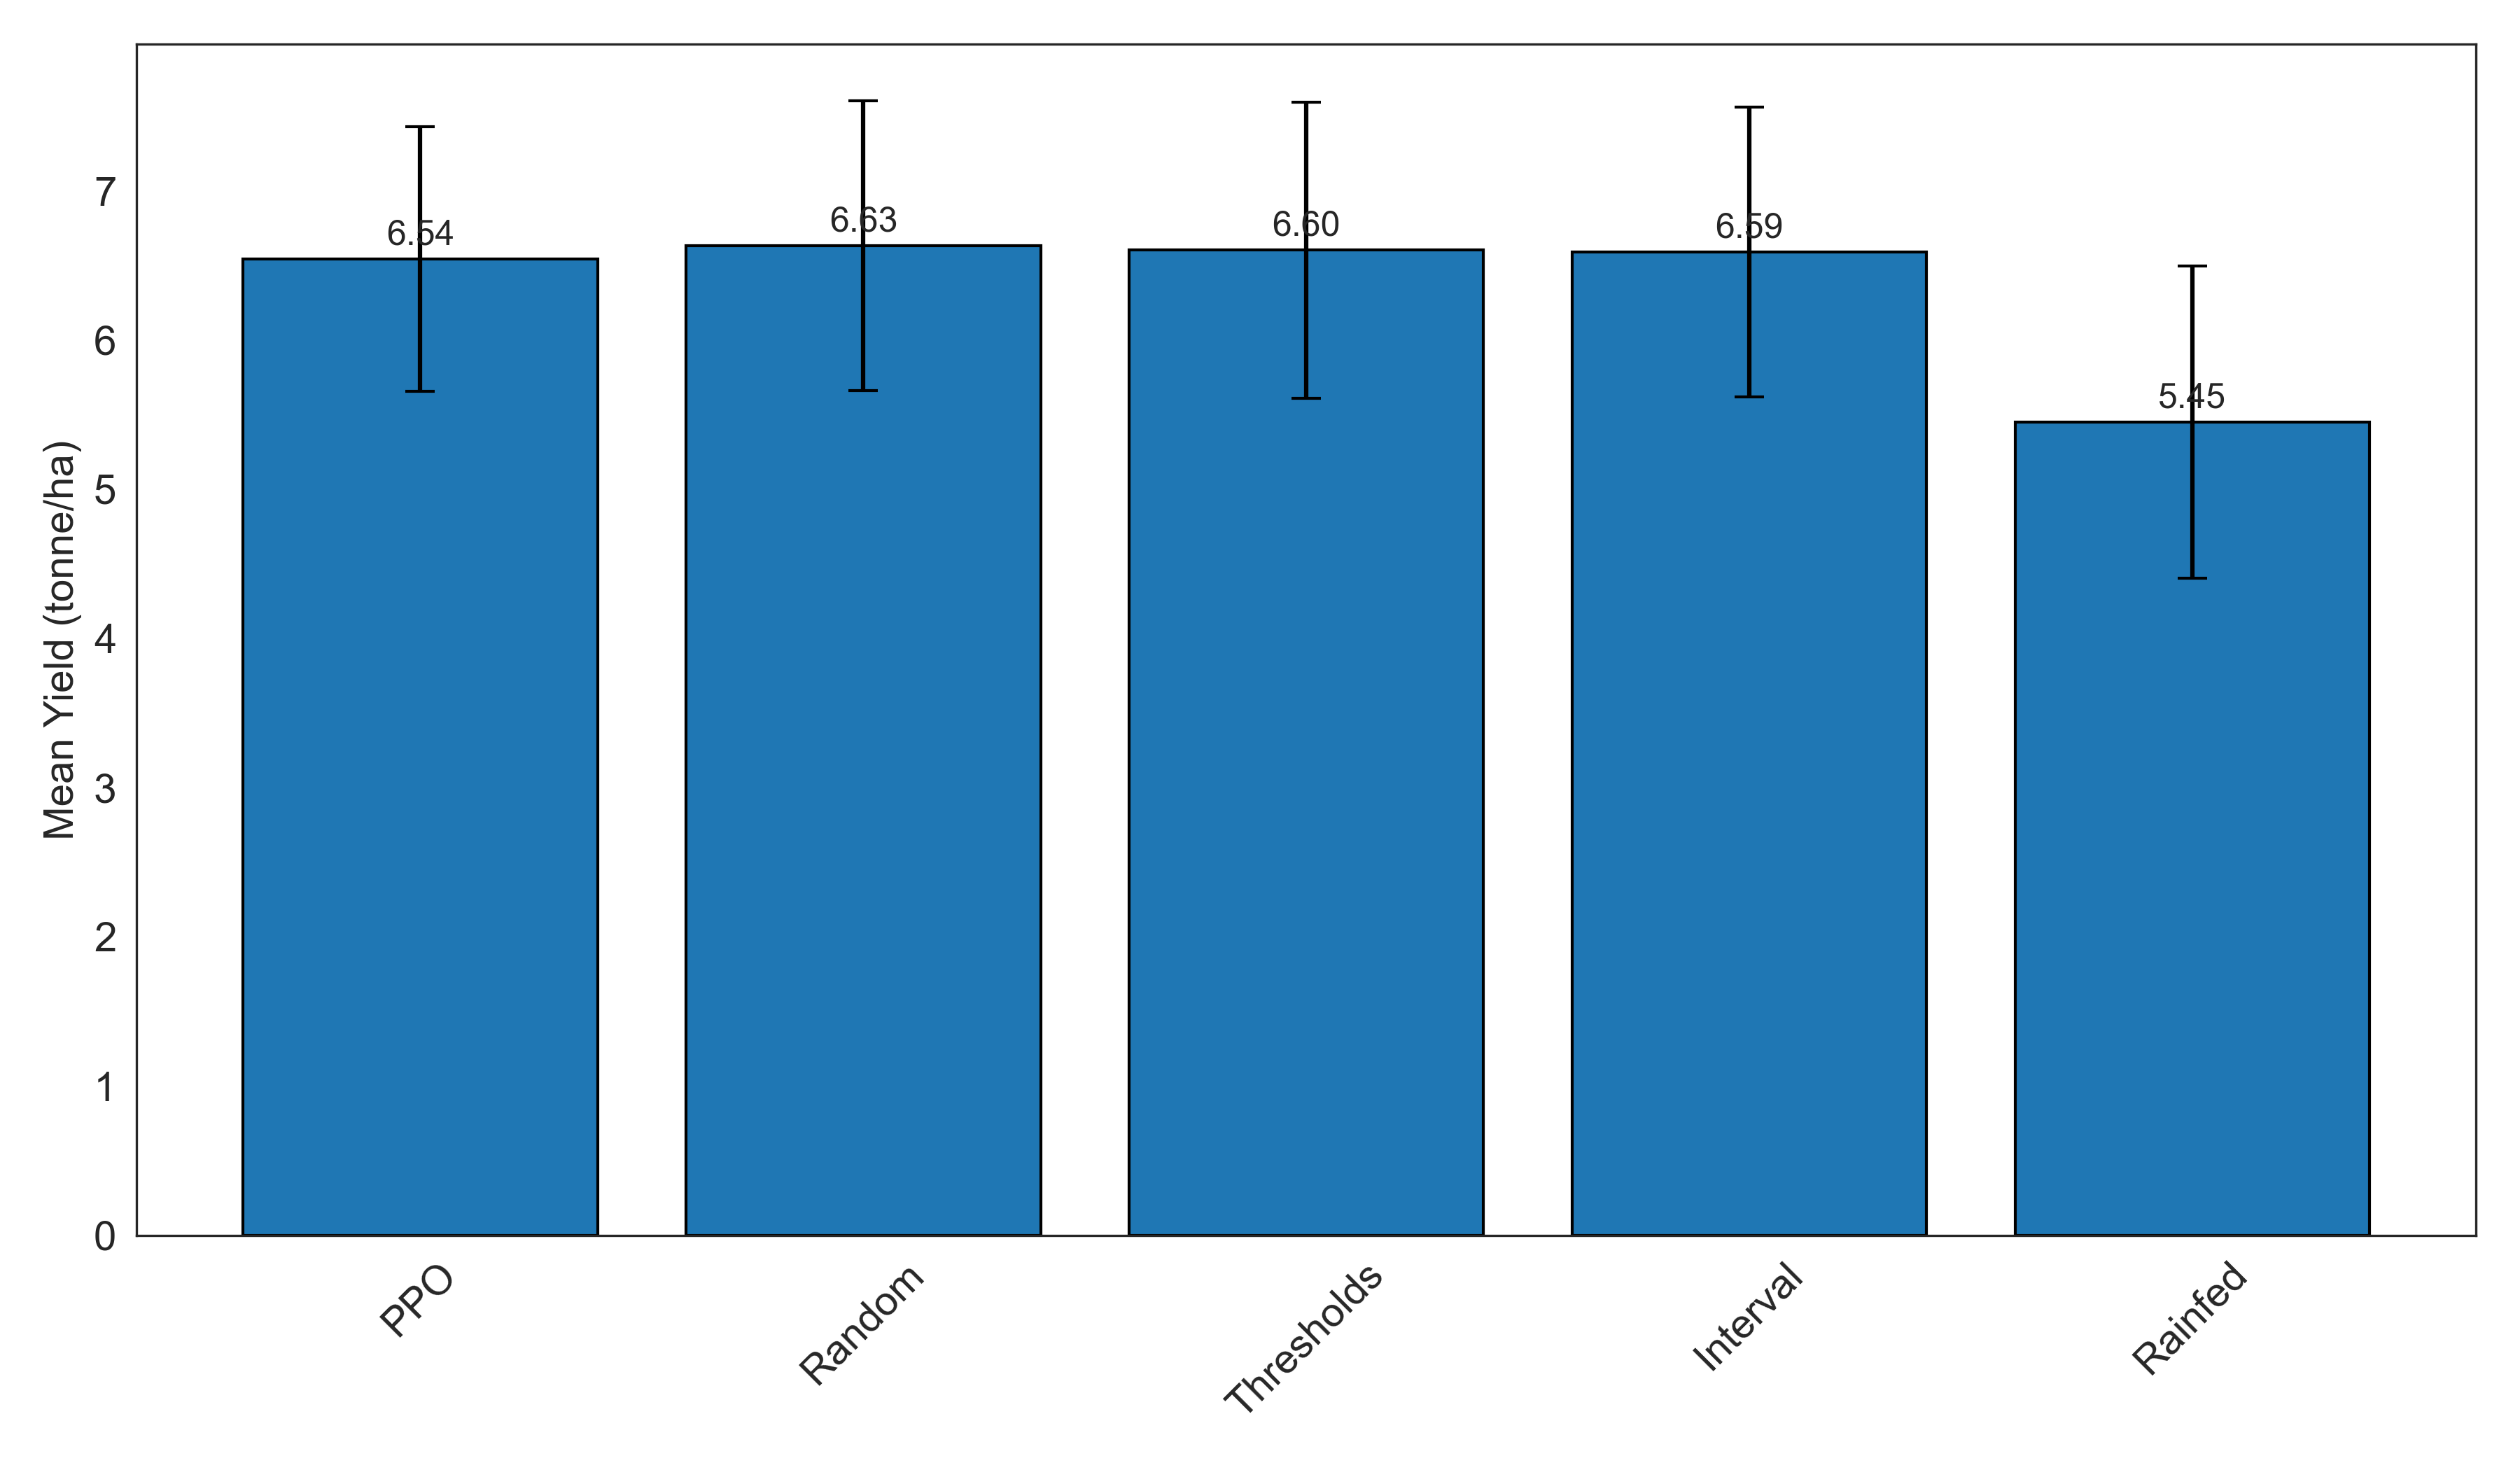 Mean Yield (tonne/ha)
7
6
5
4
3
2
1
0
6.54
6.63
6.60
6.59
5.45
PPO
Random
Thresholds
Interval
Rainfed